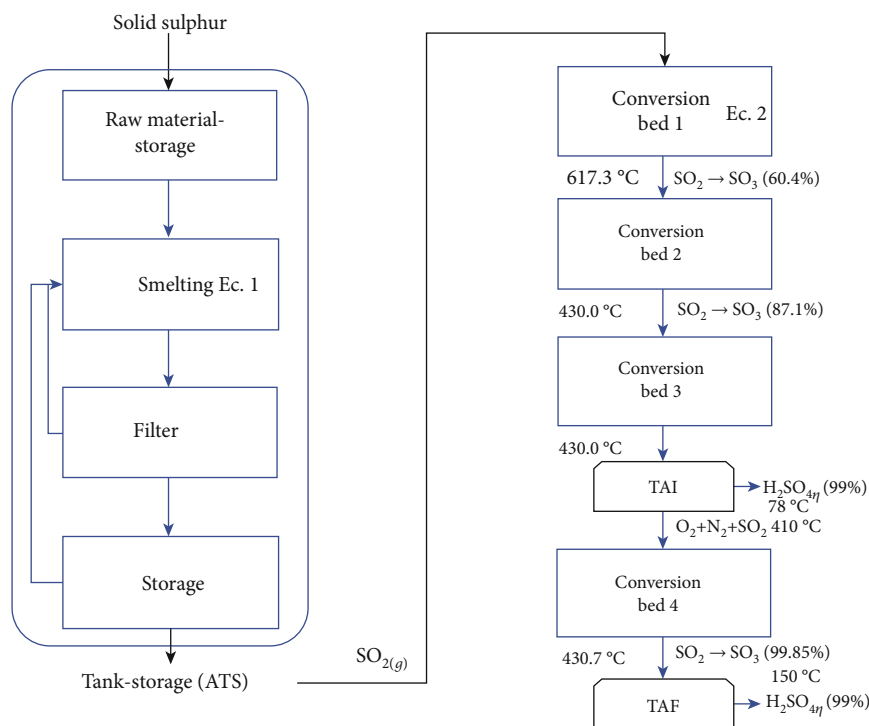 Solid sulphur
Raw material-
storage
Smelting Ec. 1
Filter
Storage
Tank-storage (ATS)
SO₂₍g₎
Conversion
bed 1
Ec. 2
617.3 °C
SO₂ → SO₃ (60.4%)
Conversion
bed 2
430.0 °C
SO₂ → SO₃ (87.1%)
Conversion
bed 3
430.0 °C
TAI
H₂SO₄η (99%)
78 °C
O₂+N₂+SO₂ 410 °C
Conversion
bed 4
430.7 °C
SO₂ → SO₃ (99.85%)
150 °C
TAF
H₂SO₄η (99%)